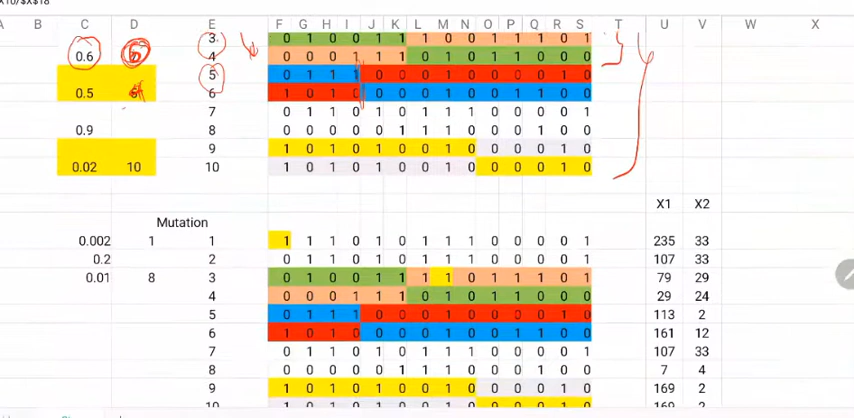 X10/$X$18
A B C D E F G H I J K L M N O P Q R S T U V W X
3 0 1 0 0 1 1 1 0 0 1 1 1 0 1
0.6 4 0 0 0 1 1 1 0 1 0 1 1 0 0 0
5 0 1 1 1 0 0 0 1 0 0 0 0 1 0
0.5 6 1 0 1 0 0 0 0 1 0 0 1 1 0 0
7 0 1 1 0 1 0 1 1 1 0 0 0 0 1
0.9 8 0 0 0 0 0 1 1 1 0 0 0 1 0 0
9 1 0 1 0 1 0 0 1 0 0 0 0 1 0
0.02 10 10 1 0 1 0 1 0 0 1 0 0 0 0 1 0
X1 X2
Mutation
0.002 1 1 1 1 1 0 1 0 1 1 1 0 0 0 0 1 235 33
0.2 2 0 1 1 0 1 0 1 1 1 0 0 0 0 1 107 33
0.01 8 3 0 1 0 0 1 1 1 1 0 1 1 1 0 1 79 29
4 0 0 0 1 1 1 0 1 0 1 1 0 0 0 29 24
5 0 1 1 1 0 0 0 1 0 0 0 0 1 0 113 2
6 1 0 1 0 0 0 0 1 0 0 1 1 0 0 161 12
7 0 1 1 0 1 0 1 1 1 0 0 0 0 1 107 33
8 0 0 0 0 0 1 1 1 0 0 0 1 0 0 7 4
9 1 0 1 0 1 0 0 1 0 0 0 0 1 0 169 2
10 1 0 1 0 1 0 0 1 0 0 0 0 1 0 169 2